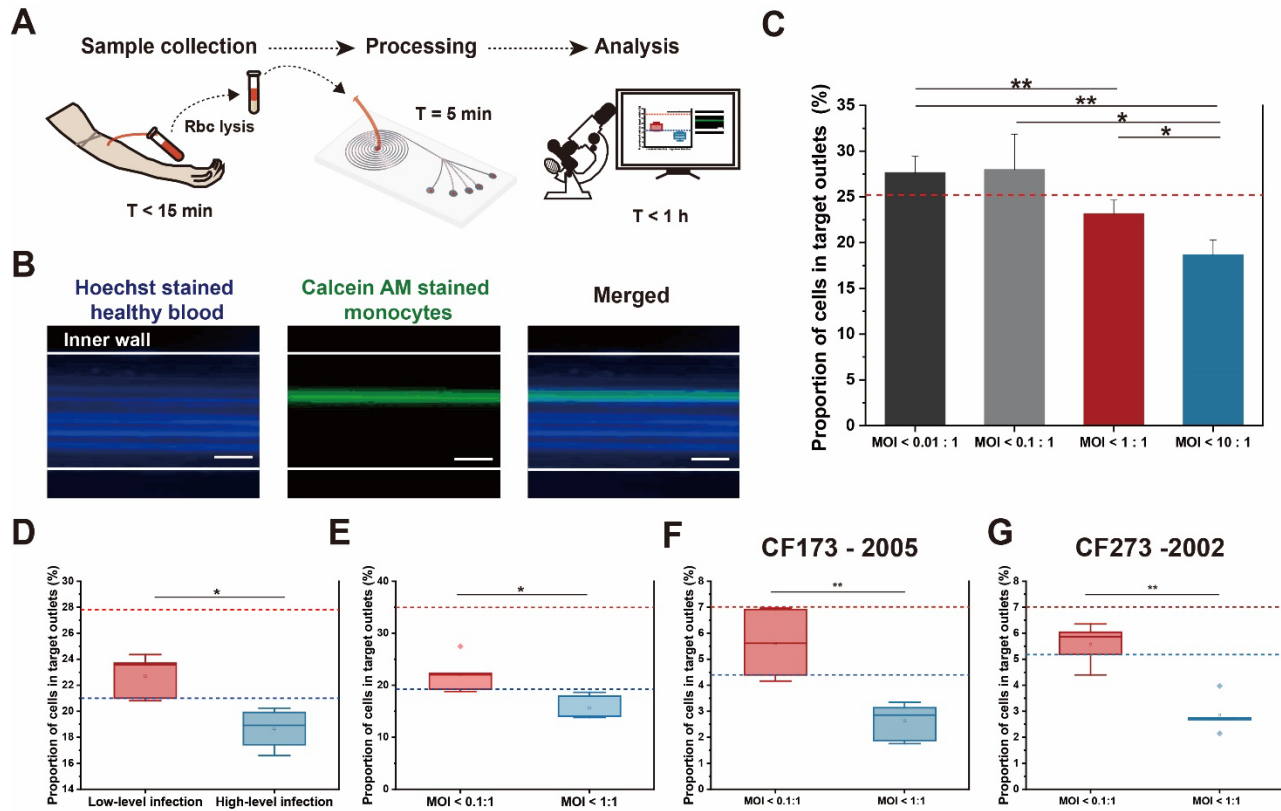 A
Sample collection
Processing
Analysis
Rbc lysis
T = 5 min
T < 15 min
T < 1 h
B
Hoechst stained
healthy blood
Calcein AM stained
monocytes
Merged
Inner wall
C
Proportion of cells in target outlets (%)
35
30
25
20
15
10
5
0
**
**
*
*
MOI < 0.01 : 1
MOI < 0.1 : 1
MOI < 1 : 1
MOI < 10 : 1
D
Proportion of cells in target outlets (%)
30
28
26
24
22
20
18
16
14
*
Low-level infection
High-level infection
E
Proportion of cells in target outlets (%)
40
30
20
10
0
*
MOI < 0.1:1
MOI < 1:1
F
CF173 - 2005
Proportion of cells in target outlets (%)
8
7
6
5
4
3
2
1
0
**
MOI < 0.1:1
MOI < 1:1
G
CF273 -2002
Proportion of cells in target outlets (%)
8
7
6
5
4
3
2
1
0
**
MOI < 0.1:1
MOI < 1:1